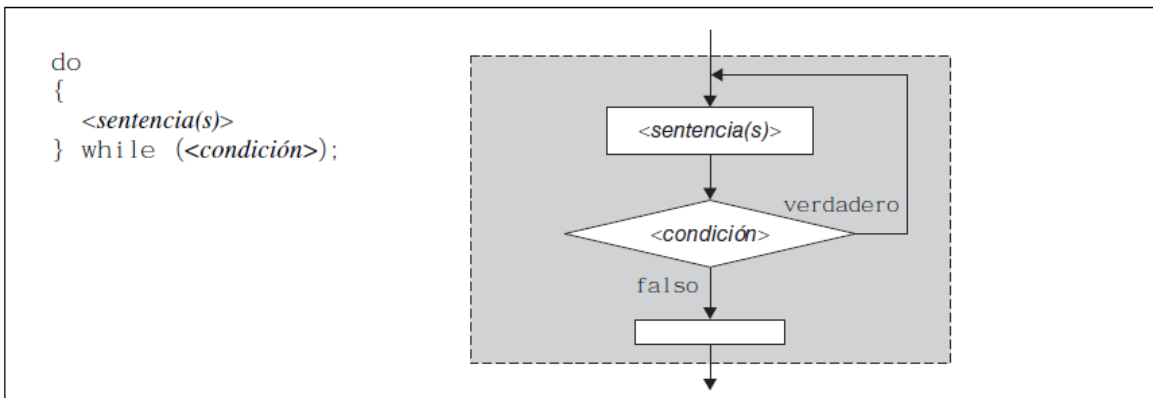 do
{
<sentencia(s)>
} while (<condición>);
<sentencia(s)>
verdadero
<condición>
falso